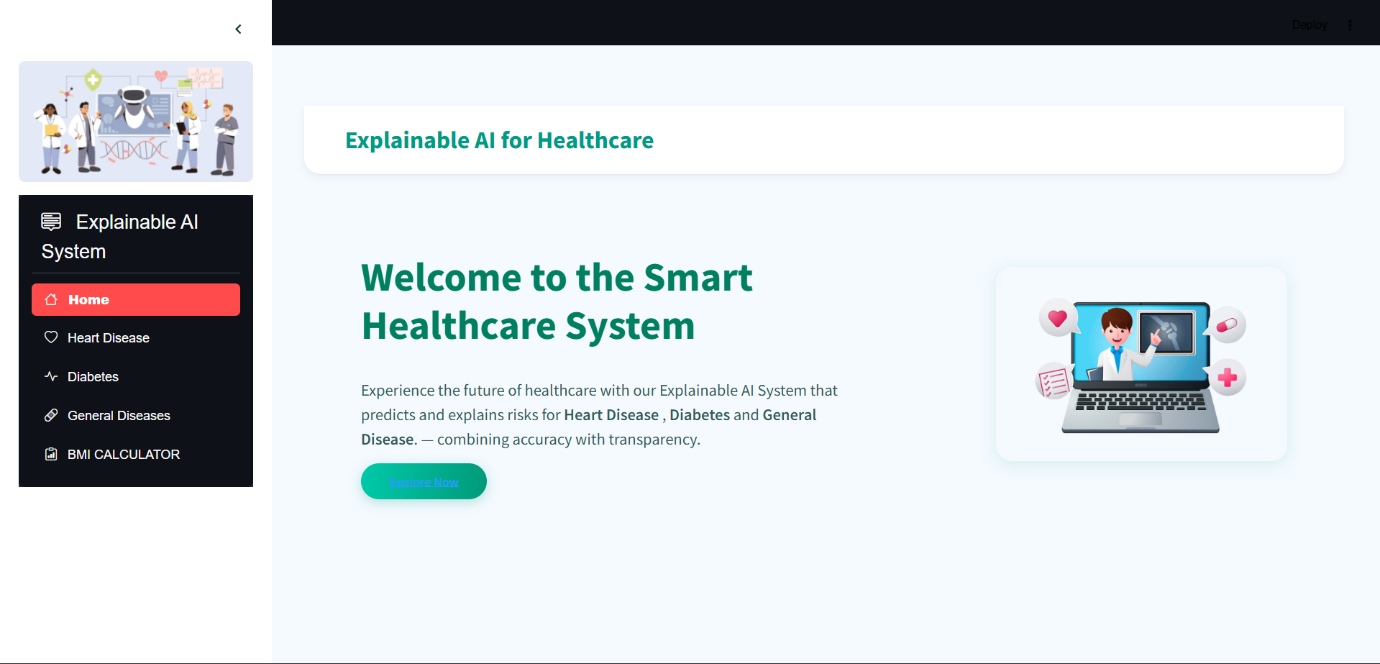 Deploy
Explainable AI
System
Home
Heart Disease
Diabetes
General Diseases
BMI CALCULATOR
Explainable AI for Healthcare
Welcome to the Smart
Healthcare System
Experience the future of healthcare with our Explainable AI System that
predicts and explains risks for Heart Disease , Diabetes and General
Disease. — combining accuracy with transparency.
Explore Now